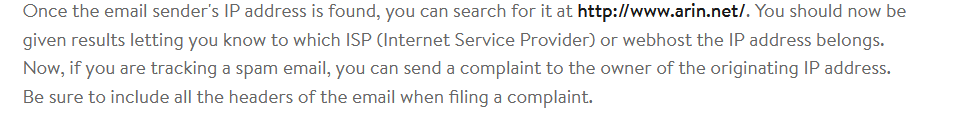 Once the email sender's IP address is found, you can search for it at http://www.arin.net/. You should now be
given results letting you know to which ISP (Internet Service Provider) or webhost the IP address belongs.
Now, if you are tracking a spam email, you can send a complaint to the owner of the originating IP address.
Be sure to include all the headers of the email when filing a complaint.